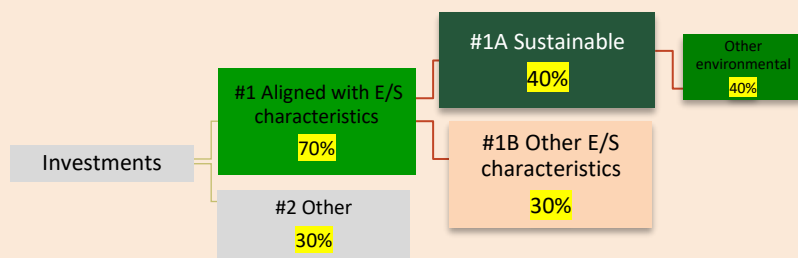 Investments
#1 Aligned with E/S
characteristics
70%
#2 Other
30%
#1A Sustainable
40%
#1B Other E/S
characteristics
30%
Other
environmental
40%